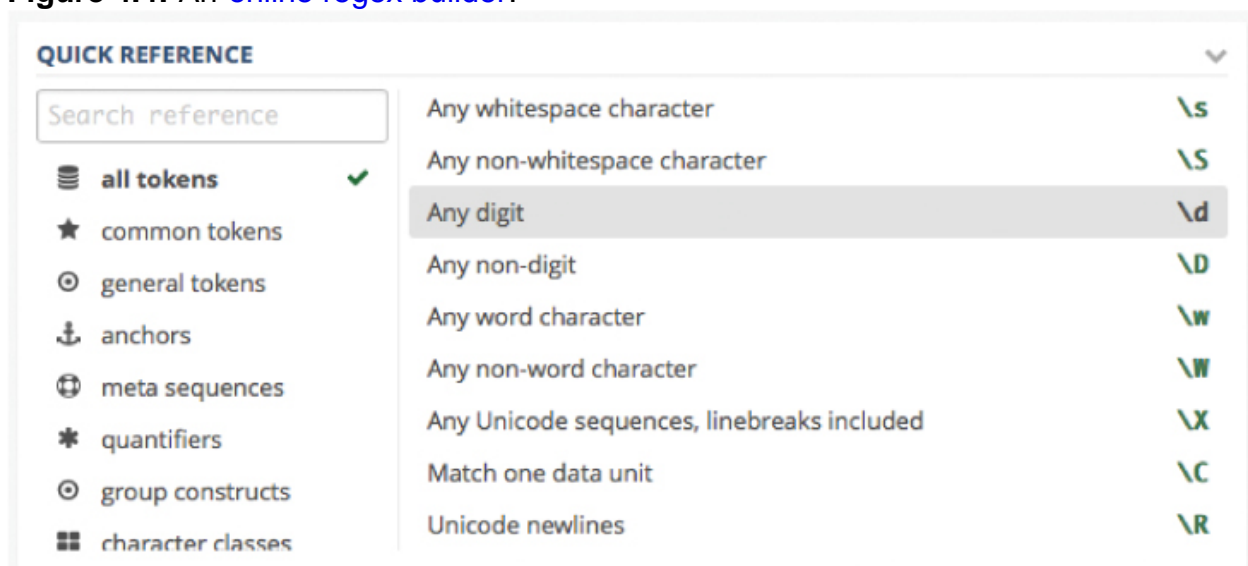 QUICK REFERENCE
Search reference
all tokens
common tokens
general tokens
anchors
meta sequences
quantifiers
group constructs
character classes
Any whitespace character \s
Any non-whitespace character \S
Any digit \d
Any non-digit \D
Any word character \w
Any non-word character \W
Any Unicode sequences, linebreaks included \X
Match one data unit \C
Unicode newlines \R